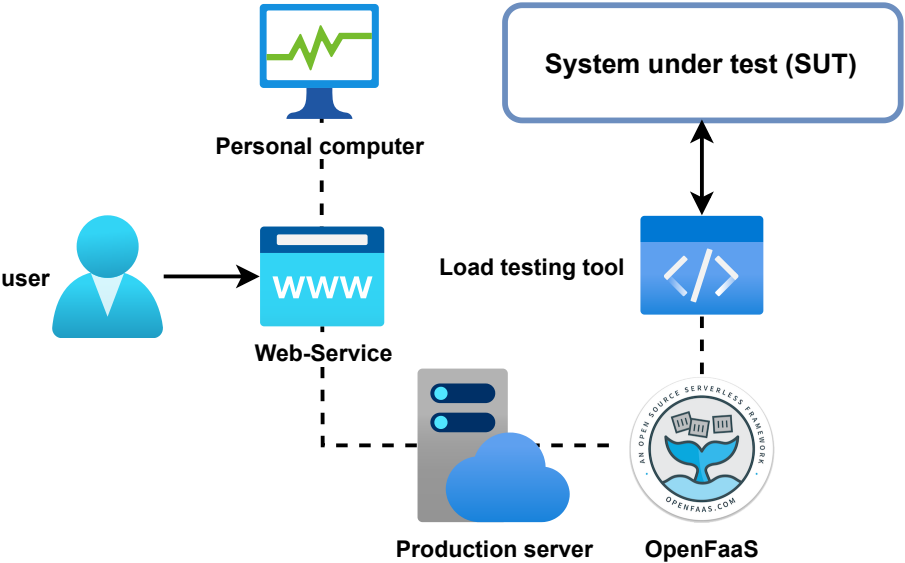 System under test (SUT)
Personal computer
user
WWW
Load testing tool
</>
Web-Service
AN OPEN SOURCE SERVERLESS FRAMEWORK
OPENFAAS.COM
Production server
OpenFaaS